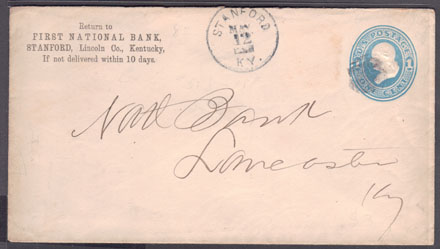 Return to
FIRST NATIONAL BANK,
STANFORD, Lincoln Co., Kentucky,
If not delivered within 10 days.
STANFORD
12
KY.
U.S. POSTAGE
ONE CENT
Natl Bank
Lancaster
Ky